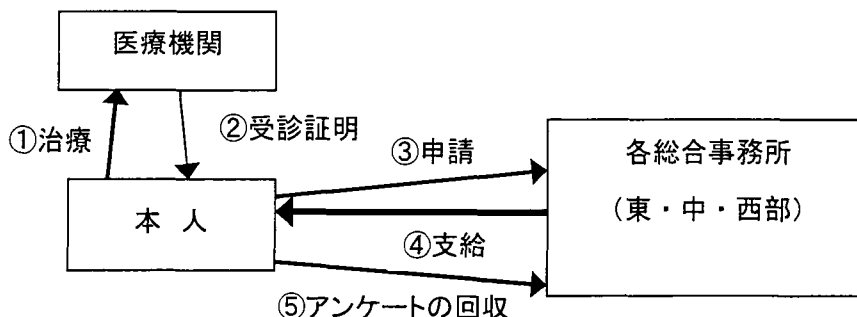 医療機関
①治療
②受診証明
③申請
各総合事務所
(東・中・西部)
本 人
④支給
⑤アンケートの回収